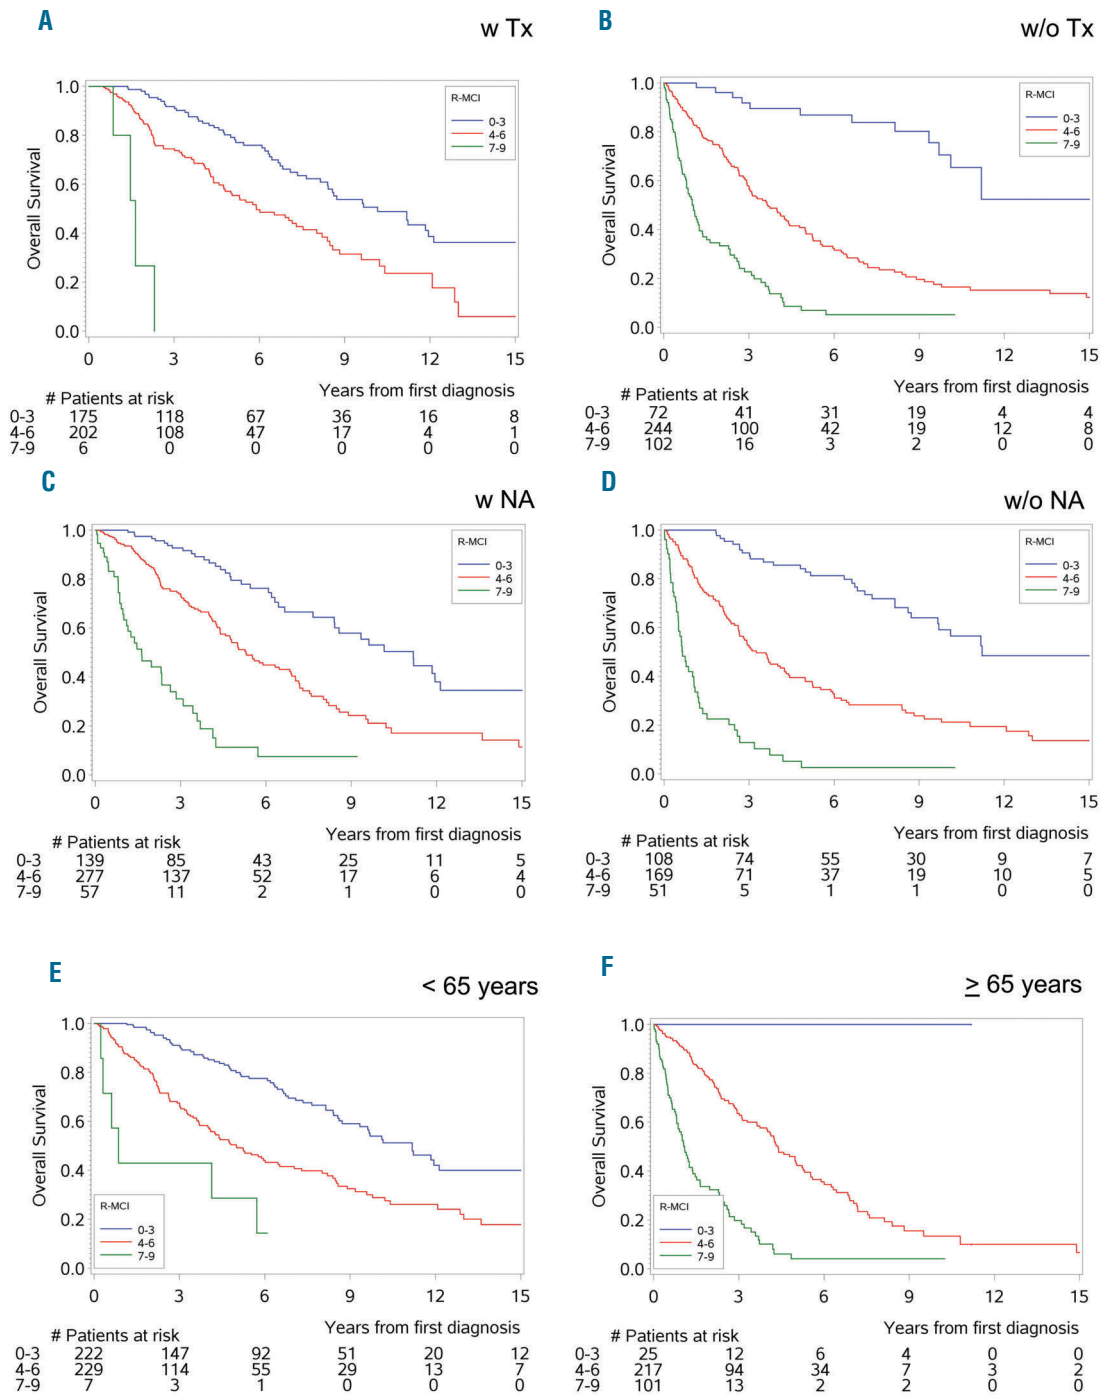 A
w Tx
1.0
0.8
0.6
0.4
0.2
0.0
Overall Survival
R-MCI
0-3
4-6
7-9
0 3 6 9 12 15
Years from first diagnosis
# Patients at risk
0-3 175 118 67 36 16 8
4-6 202 108 47 17 4 1
7-9 6 0 0 0 0 0
B
w/o Tx
1.0
0.8
0.6
0.4
0.2
0.0
Overall Survival
R-MCI
0-3
4-6
7-9
0 3 6 9 12 15
Years from first diagnosis
# Patients at risk
0-3 72 41 31 19 4 4
4-6 244 100 42 19 12 8
7-9 102 16 3 2 0 0
C
w NA
1.0
0.8
0.6
0.4
0.2
0.0
Overall Survival
R-MCI
0-3
4-6
7-9
0 3 6 9 12 15
Years from first diagnosis
# Patients at risk
0-3 139 85 43 25 11 5
4-6 277 137 52 17 6 4
7-9 57 11 2 1 0 0
D
w/o NA
1.0
0.8
0.6
0.4
0.2
0.0
Overall Survival
R-MCI
0-3
4-6
7-9
0 3 6 9 12 15
Years from first diagnosis
# Patients at risk
0-3 108 74 55 30 9 7
4-6 169 71 37 19 10 5
7-9 51 5 1 1 0 0
E
< 65 years
1.0
0.8
0.6
0.4
0.2
0.0
Overall Survival
R-MCI
0-3
4-6
7-9
0 3 6 9 12 15
Years from first diagnosis
# Patients at risk
0-3 222 147 92 51 20 12
4-6 229 114 55 29 13 7
7-9 7 3 1 0 0 0
F
≥ 65 years
1.0
0.8
0.6
0.4
0.2
0.0
Overall Survival
R-MCI
0-3
4-6
7-9
0 3 6 9 12 15
Years from first diagnosis
# Patients at risk
0-3 25 12 6 4 0 0
4-6 217 94 34 7 3 2
7-9 101 13 2 2 0 0